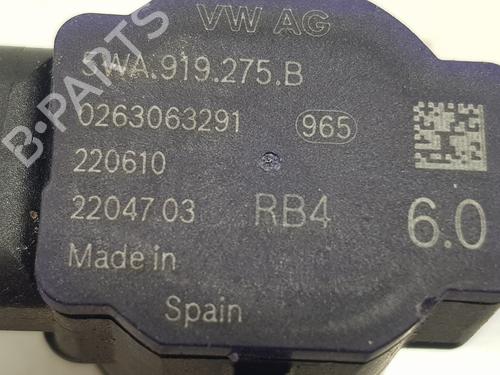 VW AG
5WA.919.275.B
0263063291 965
220610
22047.03 RB4 6.0
Made in
Spain
B-PARTS